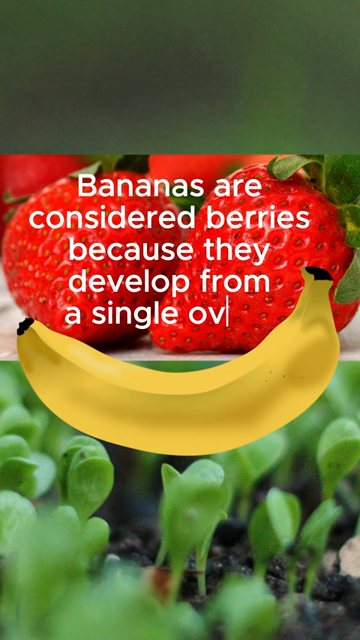 Bananas are
considered berries
because they
develop from
a single ov